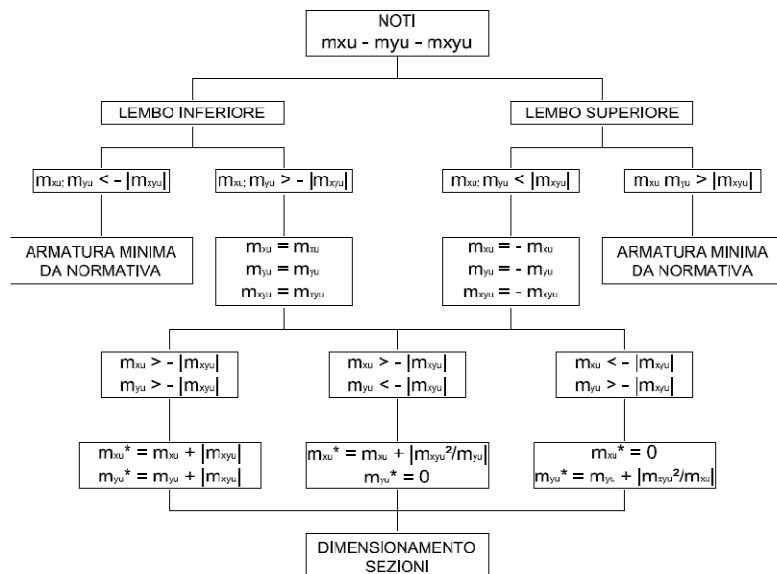 NOTI
mxu - myu - mxyu
LEMBO INFERIORE
LEMBO SUPERIORE
mxu; myu < - |mxyu|
mxu; myu > - |mxyu|
mxu; myu < |mxyu|
mxu myu > |mxyu|
ARMATURA MINIMA
DA NORMATIVA
mxu = mxu
myu = myu
mxyu = mxyu
mxu = - mxu
myu = - myu
mxyu = - mxyu
ARMATURA MINIMA
DA NORMATIVA
mxu > - |mxyu|
myu > - |mxyu|
mxu > - |mxyu|
myu < - |mxyu|
mxu < - |mxyu|
myu > - |mxyu|
mxu* = mxu + |mxyu|
myu* = myu + |mxyu|
mxu* = mxu + |mxyu²/myu|
myu* = 0
mxu* = 0
myu* = myu + |mxyu²/mxu|
DIMENSIONAMENTO
SEZIONI